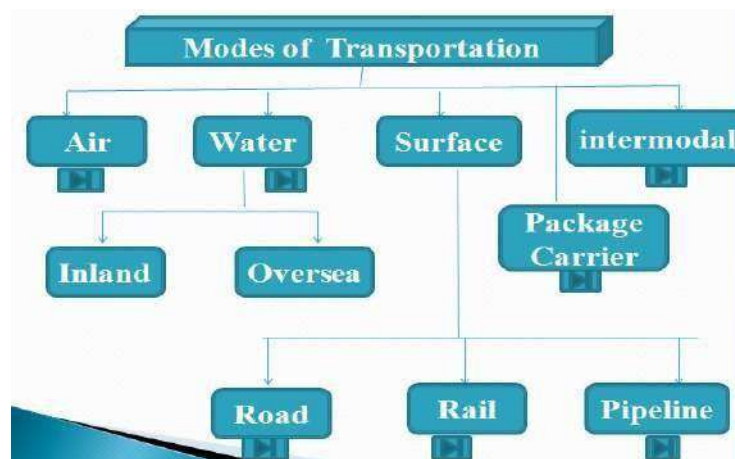 Modes of Transportation
Air
Water
Surface
intermodal
Package
Carrier
Inland
Oversea
Road
Rail
Pipeline